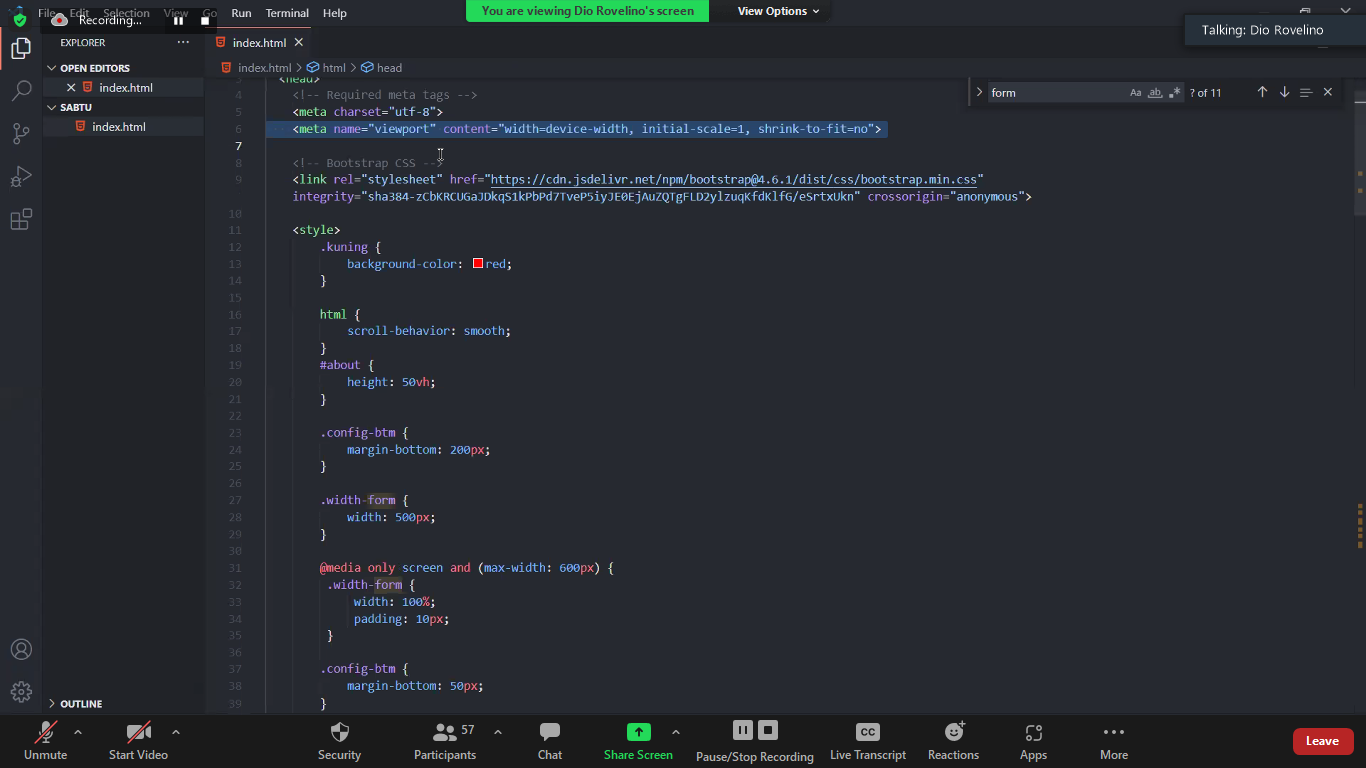 File Edit Selection View Go Run Terminal Help
Recording...
You are viewing Dio Rovelino's screen
View Options
Talking: Dio Rovelino
EXPLORER
index.html
OPEN EDITORS
index.html
SABTU
index.html
index.html > html > head
form
Aa ab .*
? of 11
<head>
4 <!-- Required meta tags -->
5 <meta charset="utf-8">
6 <meta name="viewport" content="width=device-width, initial-scale=1, shrink-to-fit=no">
7
8 <!-- Bootstrap CSS -->
9 <link rel="stylesheet" href="https://cdn.jsdelivr.net/npm/bootstrap@4.6.1/dist/css/bootstrap.min.css"
integrity="sha384-zCbKRCUGaJDkqS1kPbPd7TveP5iyJE0EjAuZQTgFLD2ylzuqKfdKlfG/eSrtxUkn" crossorigin="anonymous">
10
11 <style>
12 .kuning {
13 background-color: red;
14 }
15
16 html {
17 scroll-behavior: smooth;
18 }
19 #about {
20 height: 50vh;
21 }
22
23 .config-btm {
24 margin-bottom: 200px;
25 }
26
27 .width-form {
28 width: 500px;
29 }
30
31 @media only screen and (max-width: 600px) {
32 .width-form {
33 width: 100%;
34 padding: 10px;
35 }
36
37 .config-btm {
38 margin-bottom: 50px;
39 }
OUTLINE
Unmute
Start Video
Security
57
Participants
Chat
Share Screen
Pause/Stop Recording
CC
Live Transcript
Reactions
Apps
More
Leave